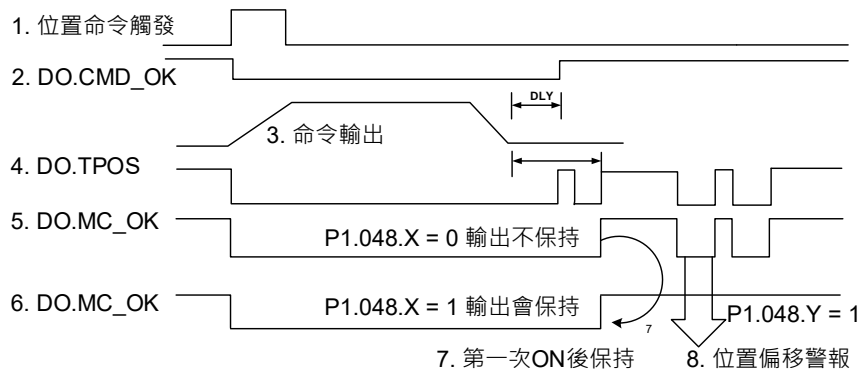 1. 位置命令觸發
2. DO.CMD_OK
DLY
3. 命令輸出
4. DO.TPOS
5. DO.MC_OK
P1.048.X = 0 輸出不保持
6. DO.MC_OK
P1.048.X = 1 輸出會保持
P1.048.Y = 1
7
7. 第一次ON後保持
8. 位置偏移警報